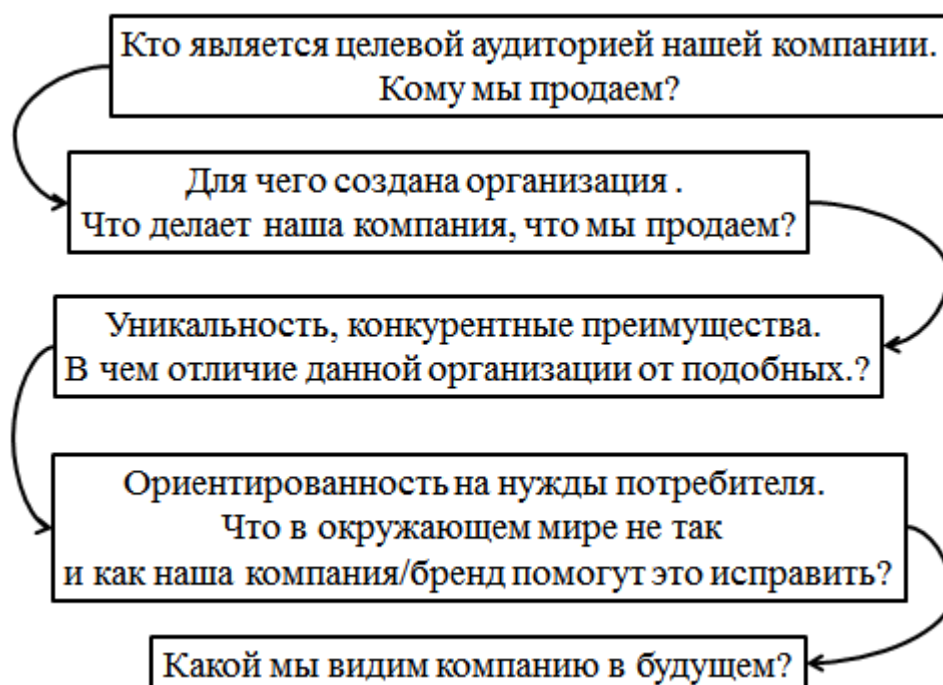 Кто является целевой аудиторией нашей компании.
Кому мы продаем?
Для чего создана организация .
Что делает наша компания, что мы продаем?
Уникальность, конкурентные преимущества.
В чем отличие данной организации от подобных.?
Ориентированность на нужды потребителя.
Что в окружающем мире не так
и как наша компания/бренд помогут это исправить?
Какой мы видим компанию в будущем?